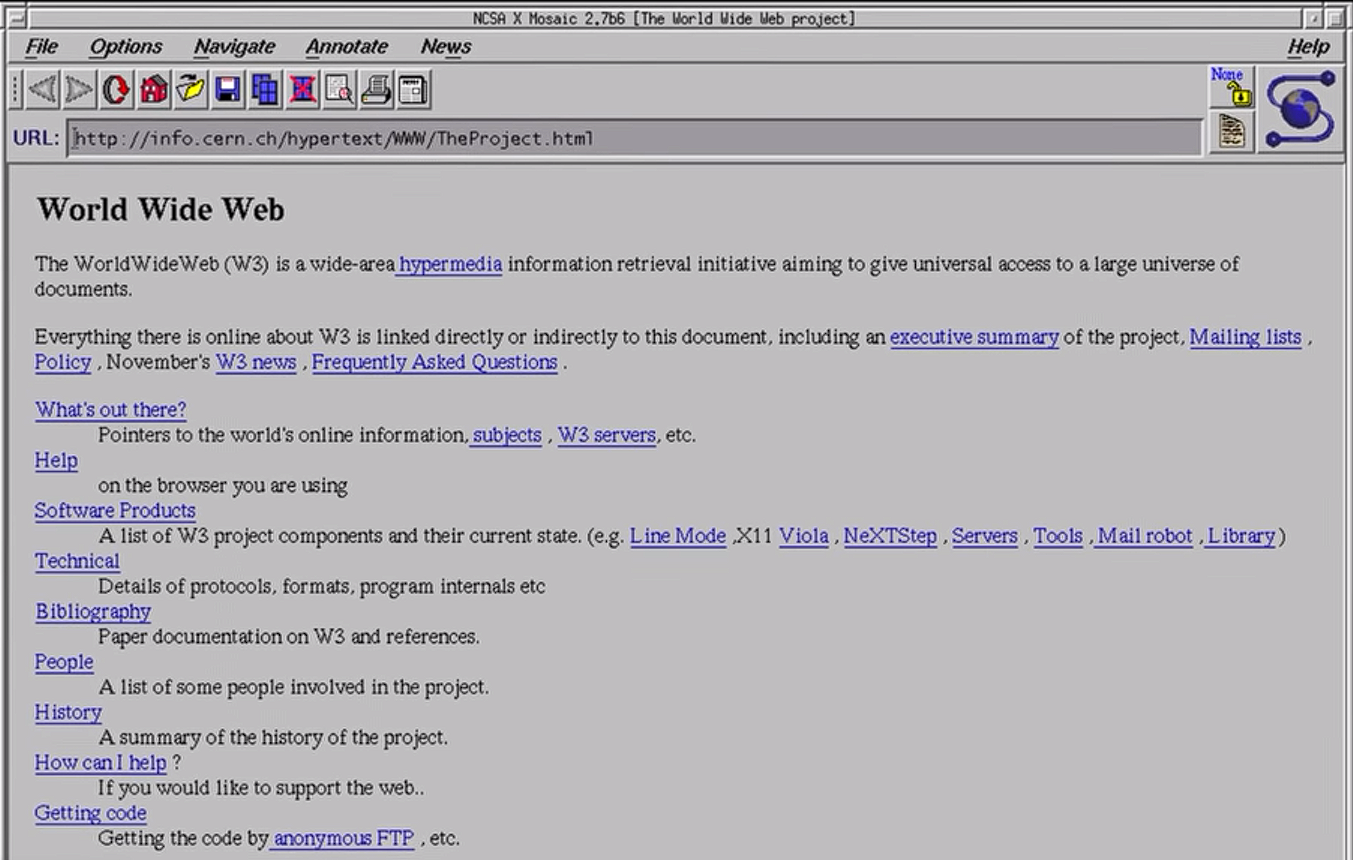 NCSA X Mosaic 2.7b6 [The World Wide Web project]
File Options Navigate Annotate News Help
None
URL: http://info.cern.ch/hypertext/WWW/TheProject.html
World Wide Web
The WorldWideWeb (W3) is a wide-area hypermedia information retrieval initiative aiming to give universal access to a large universe of
documents.
Everything there is online about W3 is linked directly or indirectly to this document, including an executive summary of the project, Mailing lists ,
Policy , November's W3 news , Frequently Asked Questions .
What's out there?
Pointers to the world's online information, subjects , W3 servers, etc.
Help
on the browser you are using
Software Products
A list of W3 project components and their current state. (e.g. Line Mode ,X11 Viola , NeXTStep , Servers , Tools , Mail robot , Library )
Technical
Details of protocols, formats, program internals etc
Bibliography
Paper documentation on W3 and references.
People
A list of some people involved in the project.
History
A summary of the history of the project.
How can I help ?
If you would like to support the web..
Getting code
Getting the code by anonymous FTP , etc.